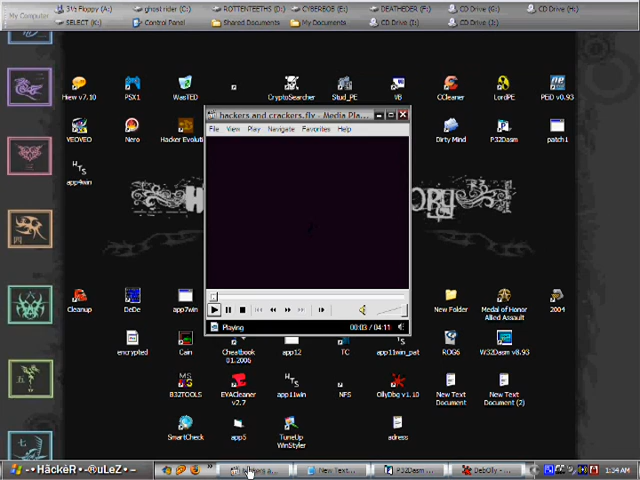 My Computer
3½ Floppy (A:) ghost rider (C:) ROTTENTEETHS (D:) CYBERBOB (E:) DEATHEDER (F:) CD Drive (G:) CD Drive (H:)
SELECT (K:) Control Panel Shared Documents My Documents CD Drive (I:) CD Drive (J:)
Hiew v7.10 PSX1 WasTED CryptoSearcher Stud_PE VB CCleaner LordPE PEiD v0.93
hackers and crackers.flv - Media Pla...
File View Play Navigate Favorites Help
VEOVEO Nero Hacker Evolution Dirty Mind P32Dasm patch1
HTS
app4win
Cleanup DeDe app7win New Folder Medal of Honor Allied Assault 2004
Playing 00:03 / 04:11
encrypted Cain Cheatbook 01.2006 app12 TC app11win_pat ROG6 W32Dasm v8.93
B32TOOLS EVACleaner v2.7 app11win NFS OllyDbg v1.10 New Text Document New Text Document (2)
SmartCheck app5 TuneUp WinStyler adress
-•HäckèR•-®uLeZ•- New Text... P32Dasm ... DebOlly - ... 1:34 AM